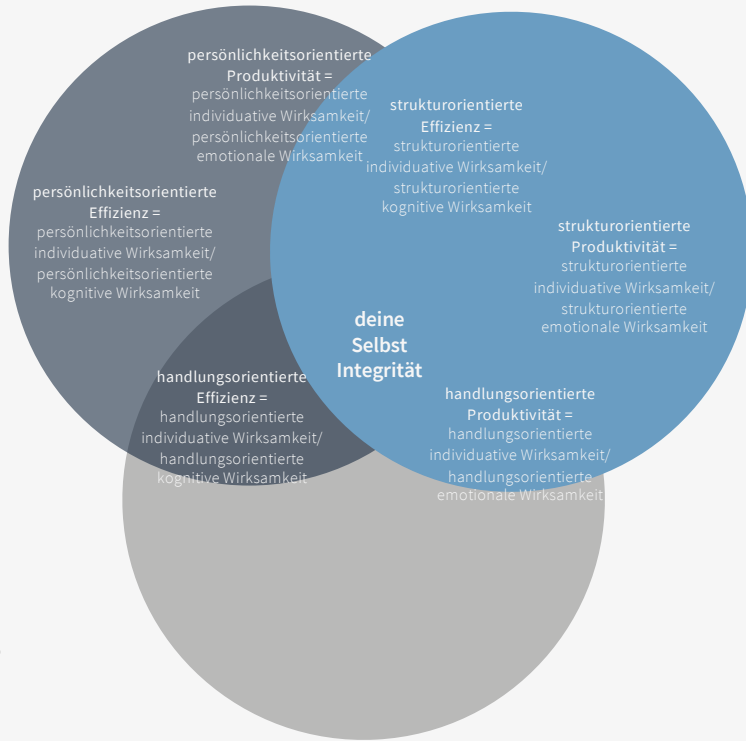 persönlichkeitsorientierte
Produktivität =
persönlichkeitsorientierte
individuative Wirksamkeit/
persönlichkeitsorientierte
emotionale Wirksamkeit
strukturorientierte
Effizienz =
strukturorientierte
individuative Wirksamkeit/
strukturorientierte
kognitive Wirksamkeit
persönlichkeitsorientierte
Effizienz =
persönlichkeitsorientierte
individuative Wirksamkeit/
persönlichkeitsorientierte
kognitive Wirksamkeit
strukturorientierte
Produktivität =
strukturorientierte
individuative Wirksamkeit/
strukturorientierte
emotionale Wirksamkeit
deine
Selbst
Integrität
handlungsorientierte
Effizienz =
handlungsorientierte
individuative Wirksamkeit/
handlungsorientierte
kognitive Wirksamkeit
handlungsorientierte
Produktivität =
handlungsorientierte
individuative Wirksamkeit/
handlungsorientierte
emotionale Wirksamkeit